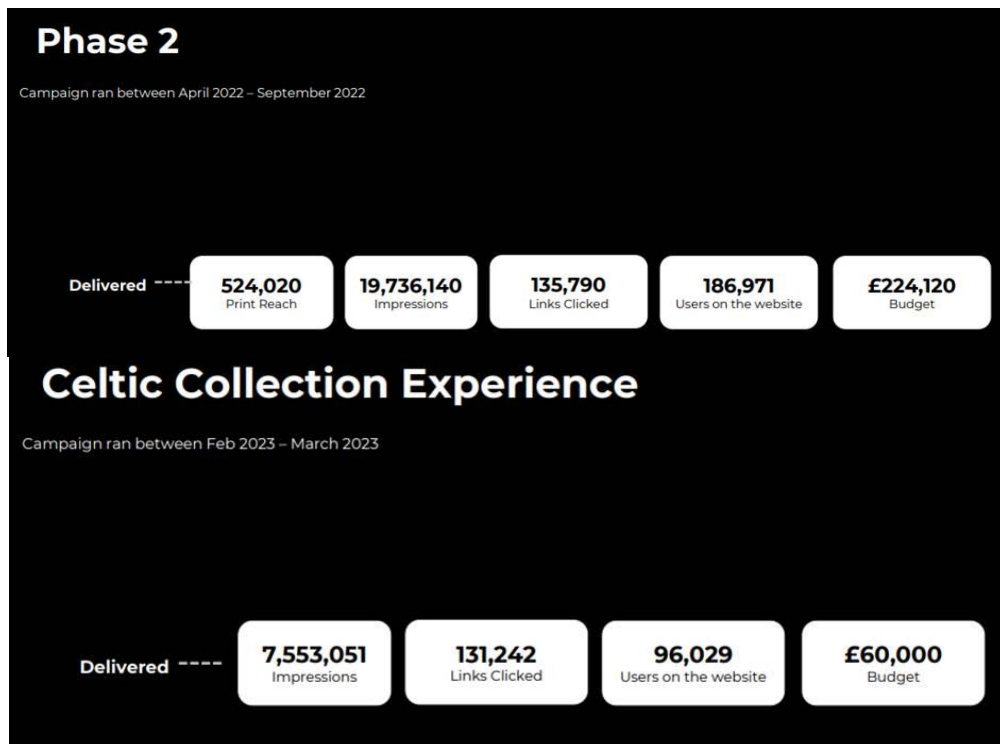 Phase 2
Campaign ran between April 2022 – September 2022
Delivered
524,020
Print Reach
19,736,140
Impressions
135,790
Links Clicked
186,971
Users on the website
£224,120
Budget
Celtic Collection Experience
Campaign ran between Feb 2023 – March 2023
Delivered
7,553,051
Impressions
131,242
Links Clicked
96,029
Users on the website
£60,000
Budget